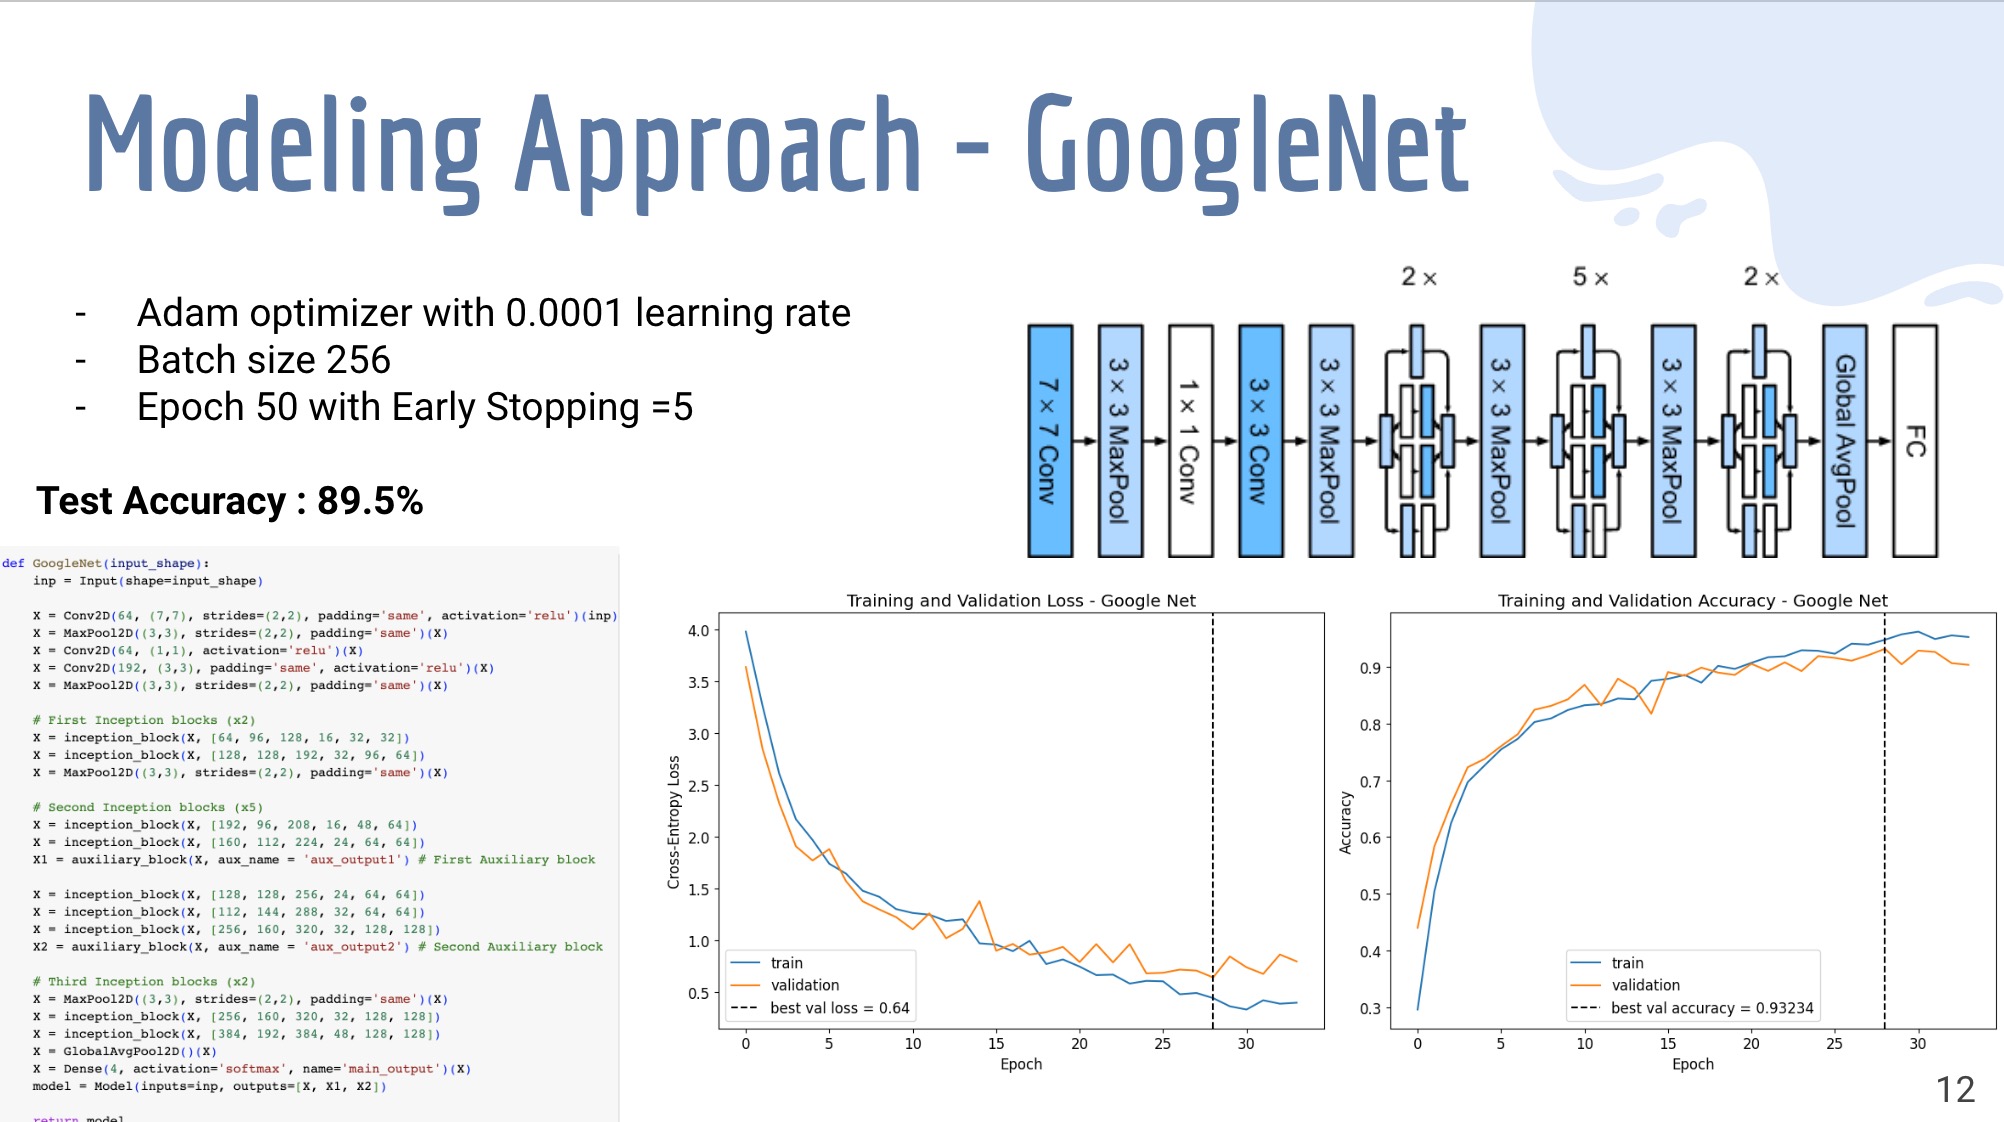 Modeling Approach - GoogleNet
- Adam optimizer with 0.0001 learning rate
- Batch size 256
- Epoch 50 with Early Stopping =5
Test Accuracy : 89.5%
2 ×
5 ×
2 ×
7 × 7 Conv
3 × 3 MaxPool
1 × 1 Conv
3 × 3 Conv
3 × 3 MaxPool
3 × 3 MaxPool
3 × 3 MaxPool
Global AvgPool
FC
def GoogleNet(input_shape):
    inp = Input(shape=input_shape)
    X = Conv2D(64, (7,7), strides=(2,2), padding='same', activation='relu')(inp)
    X = MaxPool2D((3,3), strides=(2,2), padding='same')(X)
    X = Conv2D(64, (1,1), activation='relu')(X)
    X = Conv2D(192, (3,3), padding='same', activation='relu')(X)
    X = MaxPool2D((3,3), strides=(2,2), padding='same')(X)
    # First Inception blocks (x2)
    X = inception_block(X, [64, 96, 128, 16, 32, 32])
    X = inception_block(X, [128, 128, 192, 32, 96, 64])
    X = MaxPool2D((3,3), strides=(2,2), padding='same')(X)
    # Second Inception blocks (x5)
    X = inception_block(X, [192, 96, 208, 16, 48, 64])
    X = inception_block(X, [160, 112, 224, 24, 64, 64])
    X1 = auxiliary_block(X, aux_name = 'aux_output1') # First Auxiliary block
    X = inception_block(X, [128, 128, 256, 24, 64, 64])
    X = inception_block(X, [112, 144, 288, 32, 64, 64])
    X = inception_block(X, [256, 160, 320, 32, 128, 128])
    X2 = auxiliary_block(X, aux_name = 'aux_output2') # Second Auxiliary block
    # Third Inception blocks (x2)
    X = MaxPool2D((3,3), strides=(2,2), padding='same')(X)
    X = inception_block(X, [256, 160, 320, 32, 128, 128])
    X = inception_block(X, [384, 192, 384, 48, 128, 128])
    X = GlobalAvgPool2D()(X)
    X = Dense(4, activation='softmax', name='main_output')(X)
    model = Model(inputs=inp, outputs=[X, X1, X2])
    return model
Training and Validation Loss - Google Net
4.0
3.5
3.0
2.5
2.0
1.5
1.0
0.5
Cross-Entropy Loss
train
validation
best val loss = 0.64
0 5 10 15 20 25 30
Epoch
Training and Validation Accuracy - Google Net
0.9
0.8
0.7
0.6
0.5
0.4
0.3
Accuracy
train
validation
best val accuracy = 0.93234
0 5 10 15 20 25 30
Epoch
12